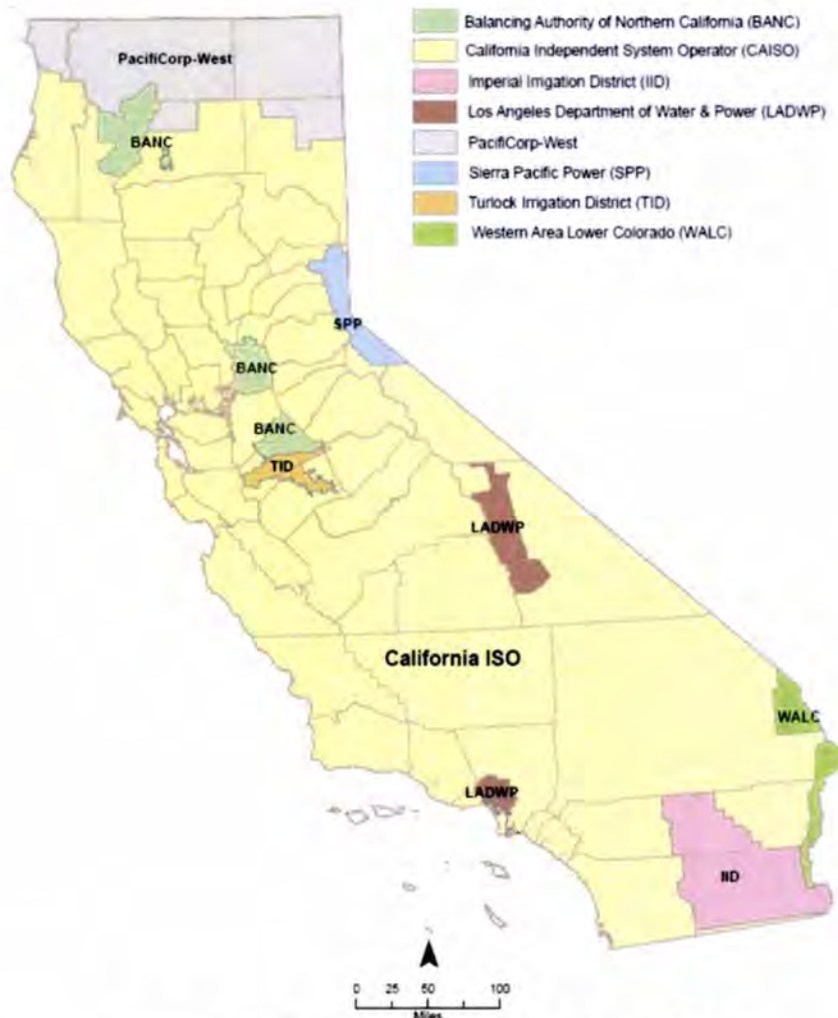 Balancing Authority of Northern California (BANC)
California Independent System Operator (CAISO)
Imperial Irrigation District (IID)
Los Angeles Department of Water & Power (LADWP)
PacifiCorp-West
Sierra Pacific Power (SPP)
Turlock Irrigation District (TID)
Western Area Lower Colorado (WALC)
PacifiCorp-West
BANC
SPP
BANC
BANC
TID
LADWP
California ISO
WALC
LADWP
IID
0 25 50 100
Miles